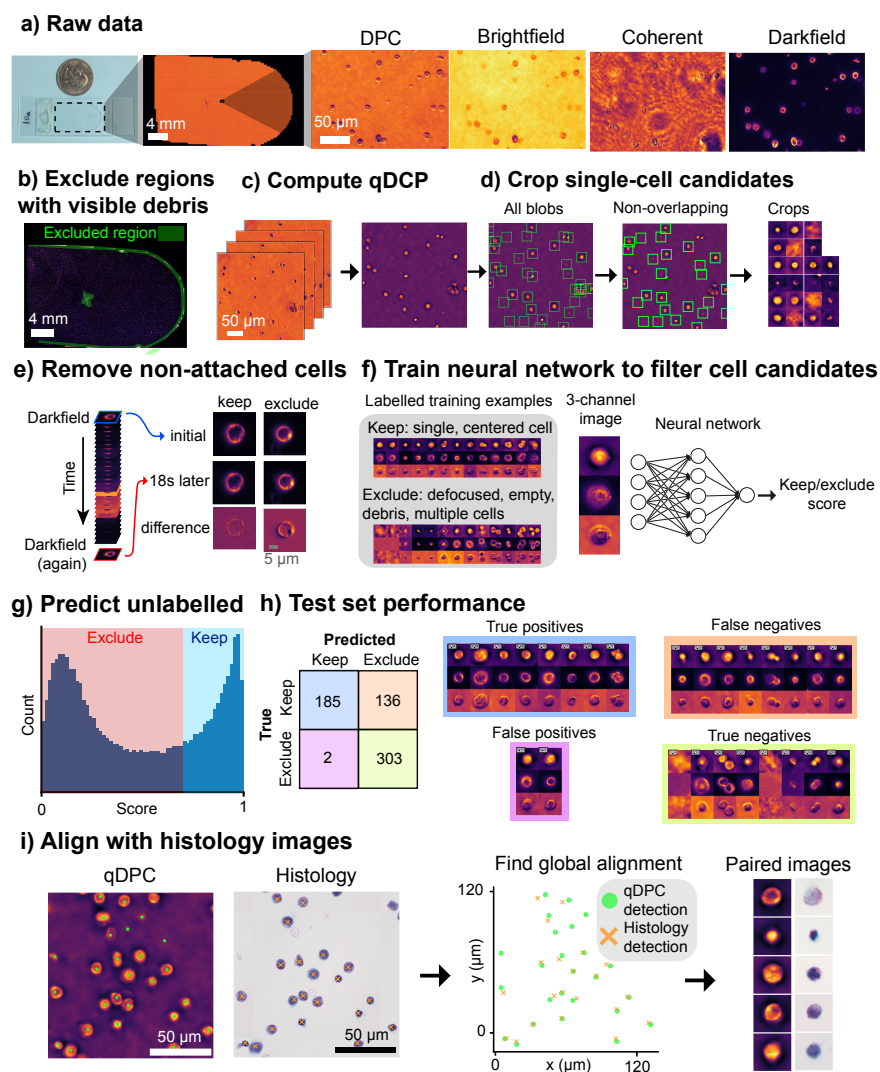 a) Raw data
DPC
Brightfield
Coherent
Darkfield
4 mm
50 µm
b) Exclude regions
with visible debris
Excluded region
4 mm
c) Compute qDCP
50 µm
d) Crop single-cell candidates
All blobs
Non-overlapping
Crops
e) Remove non-attached cells
keep
exclude
Darkfield
initial
Time
18s later
difference
Darkfield
(again)
5 µm
f) Train neural network to filter cell candidates
Labelled training examples
Keep: single, centered cell
Exclude: defocused, empty,
debris, multiple cells
3-channel
image
Neural network
Keep/exclude
score
g) Predict unlabelled
Exclude
Keep
Count
0
Score
1
h) Test set performance
Predicted
Keep
Exclude
True
Keep
185
136
Exclude
2
303
True positives
False negatives
False positives
True negatives
i) Align with histology images
qDPC
Histology
50 µm
50 µm
Find global alignment
120
y (µm)
0
0
x (µm)
120
qDPC
detection
Histology
detection
Paired images